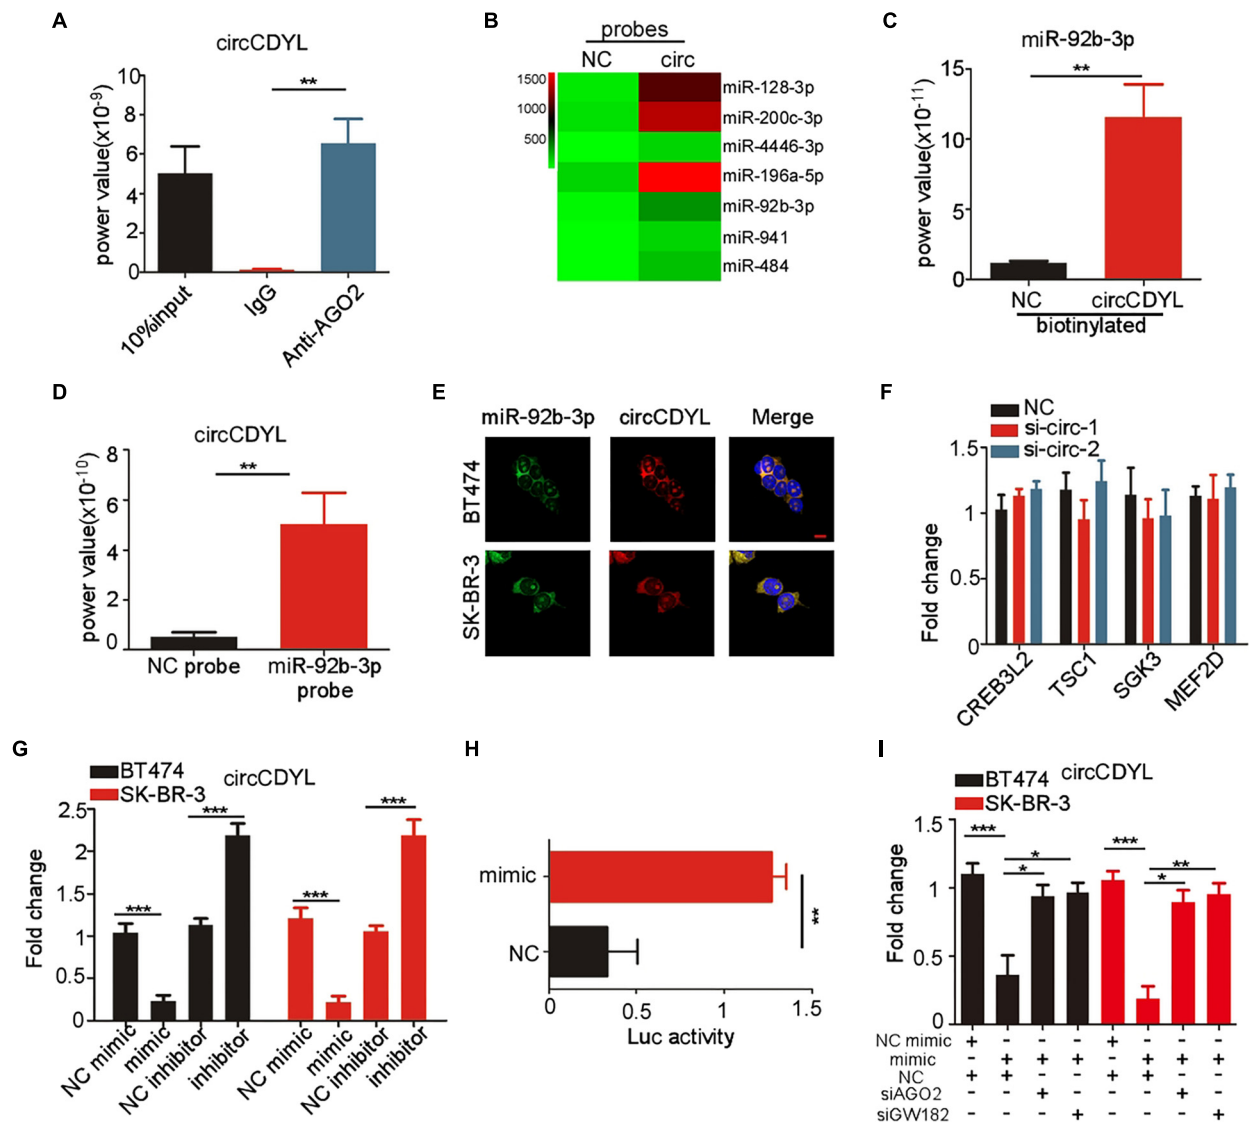 A
circCDYL
**
power value(x10-9)
10
8
6
4
2
0
10%input
IgG
Anti-AGO2
B
probes
NC circ
1500
1000
500
miR-128-3p
miR-200c-3p
miR-4446-3p
miR-196a-5p
miR-92b-3p
miR-941
miR-484
C
miR-92b-3p
**
power value(x10-11)
15
10
5
0
NC circCDYL
biotinylated
D
circCDYL
**
power value(x10-10)
8
6
4
2
0
NC probe
miR-92b-3p
probe
E
miR-92b-3p circCDYL Merge
BT474
SK-BR-3
F
NC
si-circ-1
si-circ-2
Fold change
1.5
1
0.5
0
CREB3L2
TSC1
SGK3
MEF2D
G
BT474
SK-BR-3
circCDYL
Fold change
2.5
2
1.5
1
0.5
0
***
***
***
***
NC mimic
mimic
NC inhibitor
inhibitor
NC mimic
mimic
NC inhibitor
inhibitor
H
mimic
NC
**
0 0.5 1 1.5
Luc activity
I
BT474
SK-BR-3
circCDYL
Fold change
1.5
1
0.5
0
***
*
*
***
*
**
NC mimic + - - - + - - -
mimic - + + + - + + +
NC + + - - + + - -
siAGO2 - - + - - - + -
siGW182 - - - + - - - +